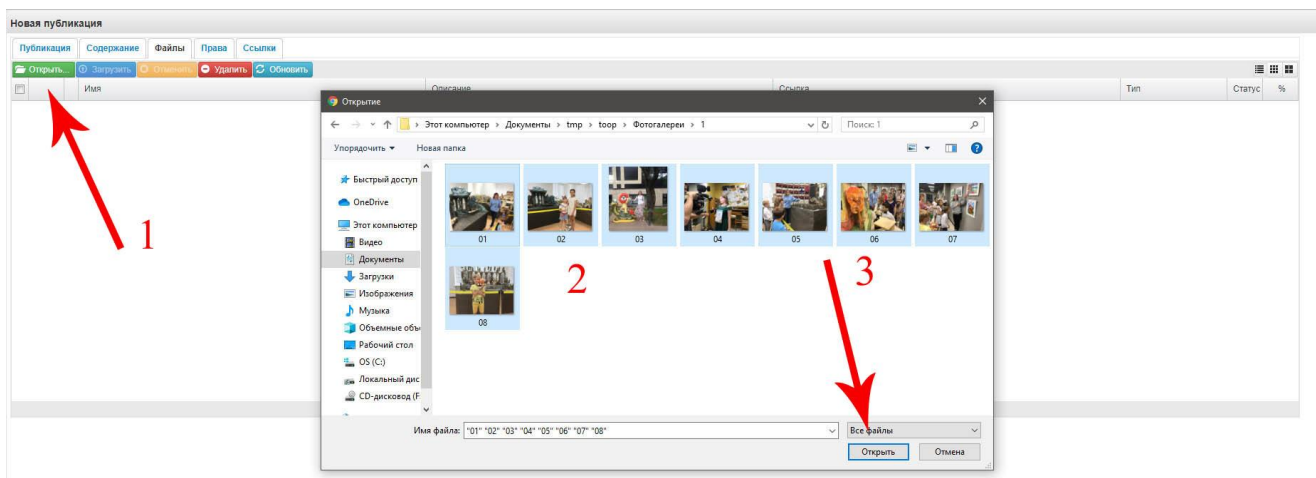 Новая публикация
Публикация Содержание Файлы Права Ссылки
Открыть... Загрузить Отменить Удалить Обновить
Имя Описание Ссылка Тип Статус %
Открытие
Этот компьютер › Документы › tmp › toop › Фотогалереи › 1 Поиск: 1
Упорядочить Новая папка
Быстрый доступ
OneDrive
Этот компьютер
Видео
Документы
Загрузки
Изображения
Музыка
Объемные объ
Рабочий стол
OS (C:)
Локальный дис
CD-дисковод (F
01 02 03 04 05 06 07
08
1
2
3
Имя файла: "01" "02" "03" "04" "05" "06" "07" "08" Все файлы
Открыть Отмена